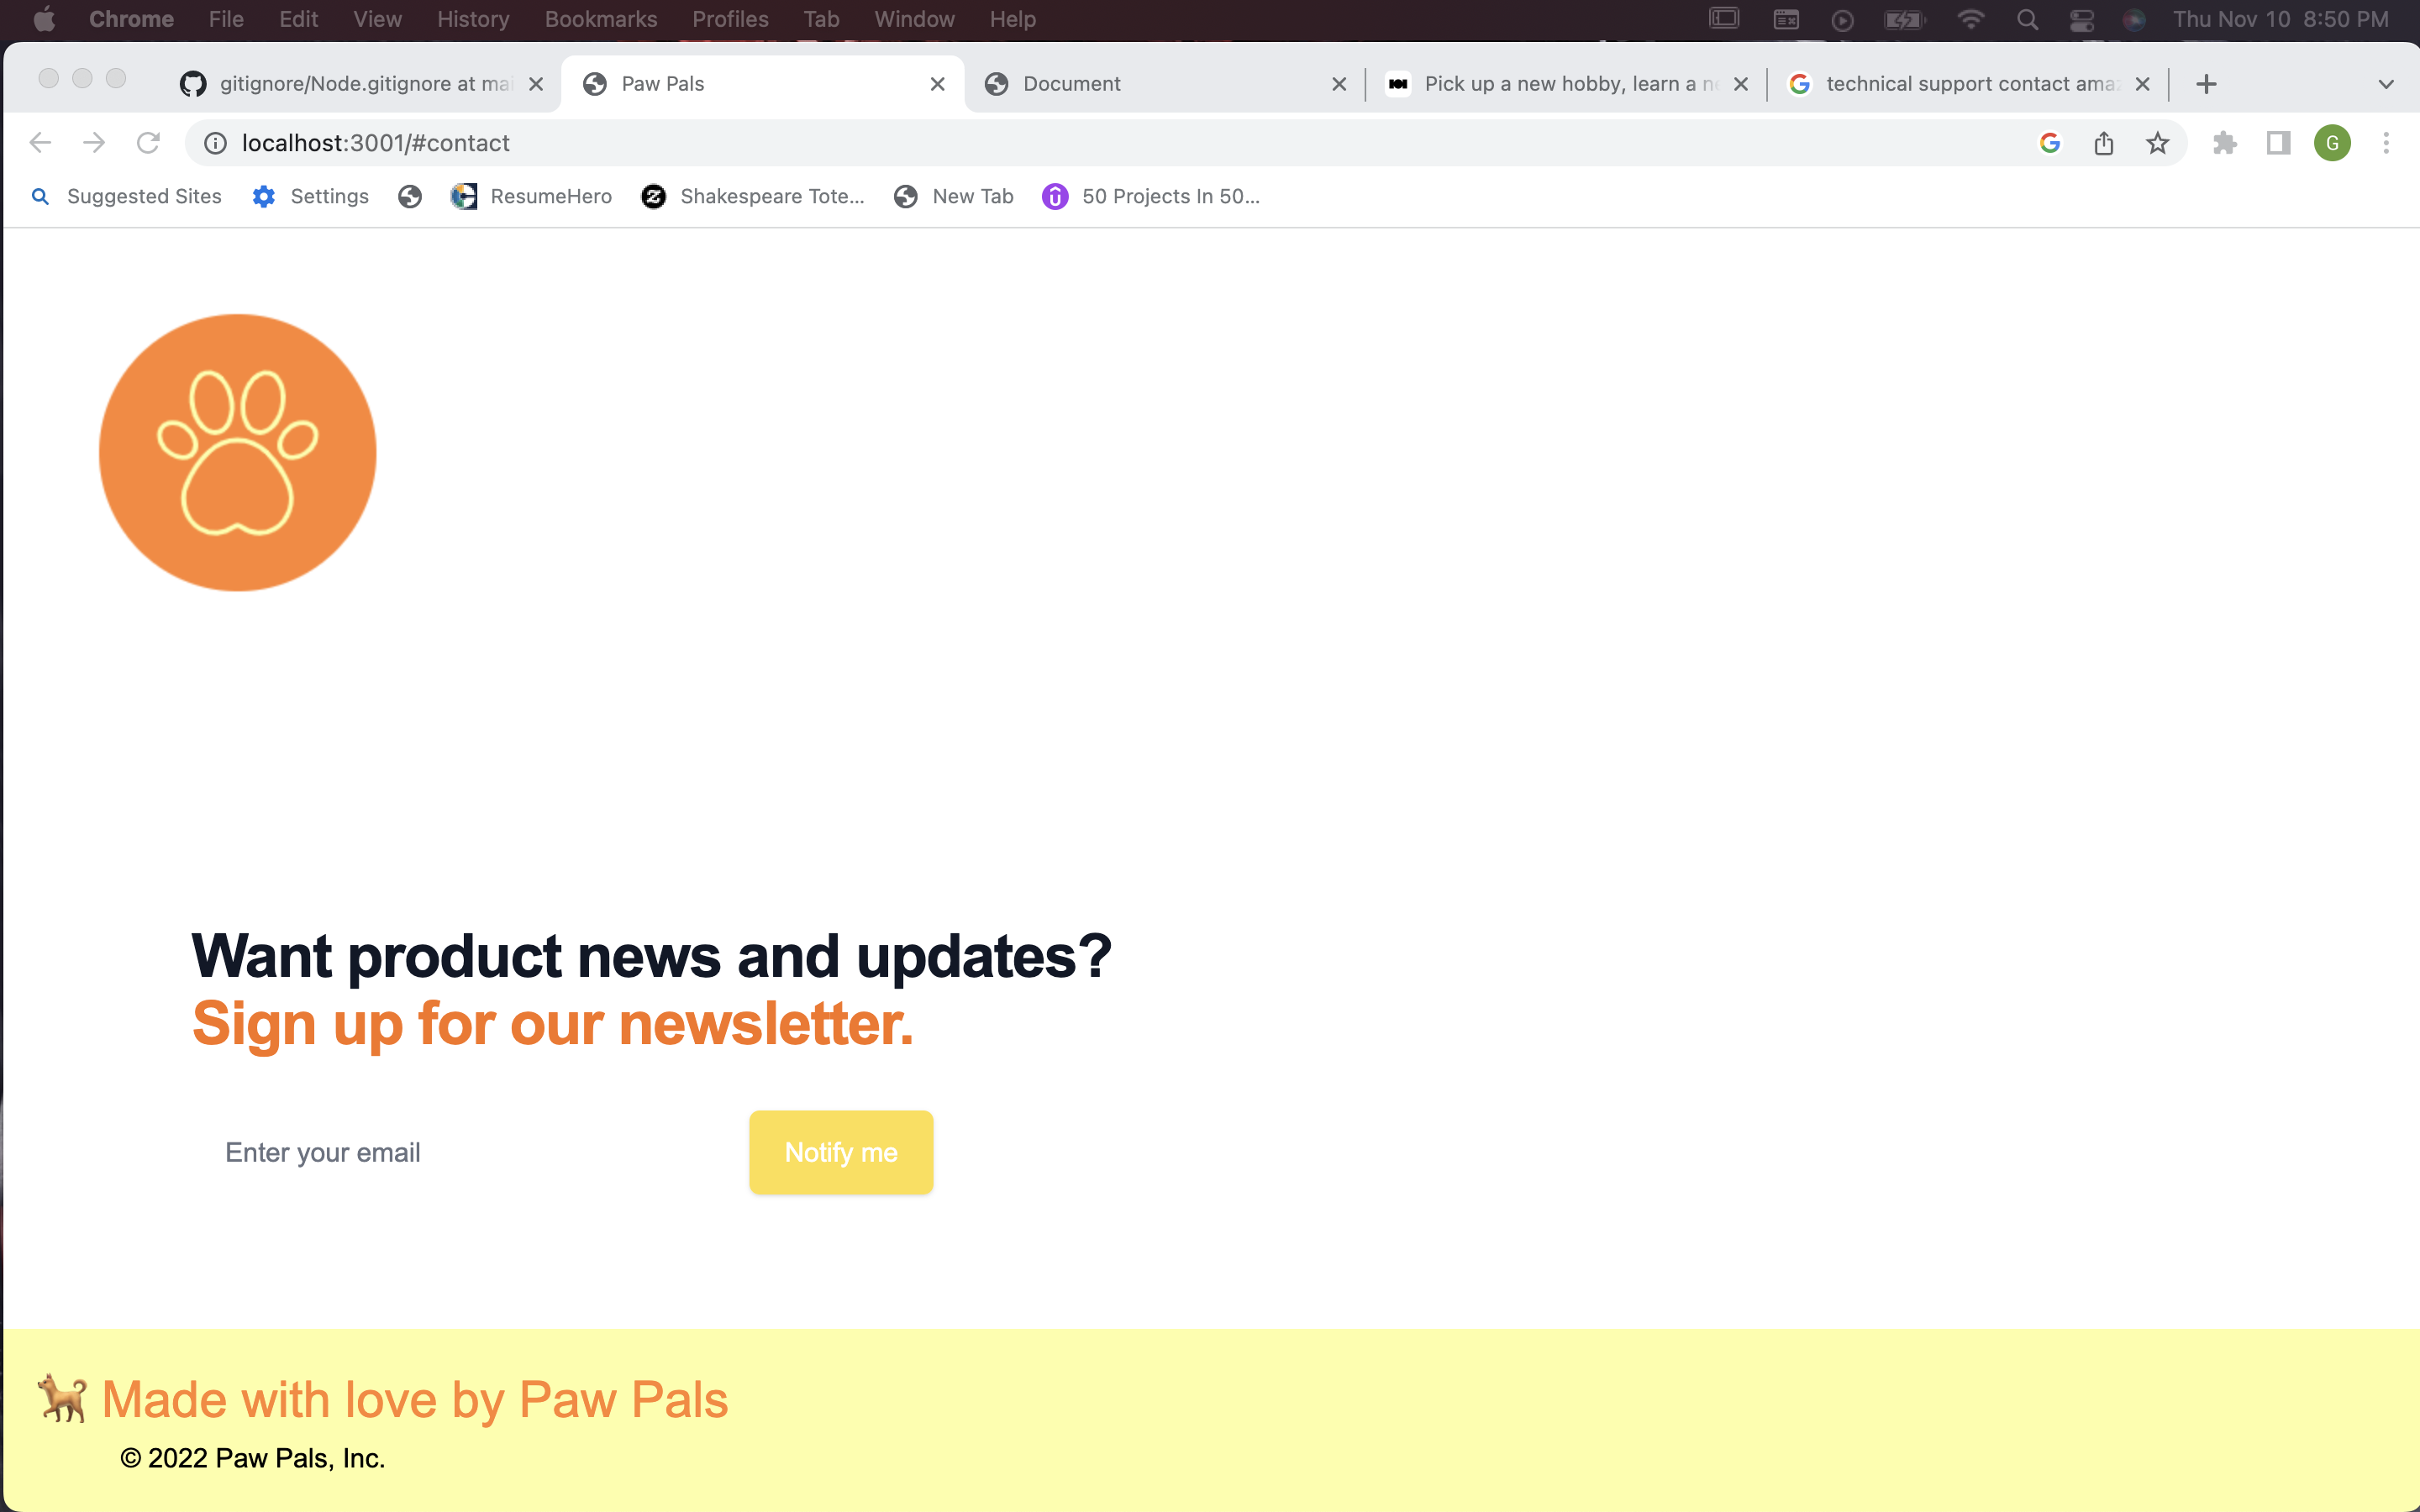 Chrome File Edit View History Bookmarks Profiles Tab Window Help Thu Nov 10 8:50 PM
gitignore/Node.gitignore at mai Paw Pals Document Pick up a new hobby, learn a ne technical support contact ama
localhost:3001/#contact G
Suggested Sites Settings ResumeHero Shakespeare Tote... New Tab 50 Projects In 50...
Want product news and updates?
Sign up for our newsletter.
Enter your email Notify me
Made with love by Paw Pals
© 2022 Paw Pals, Inc.